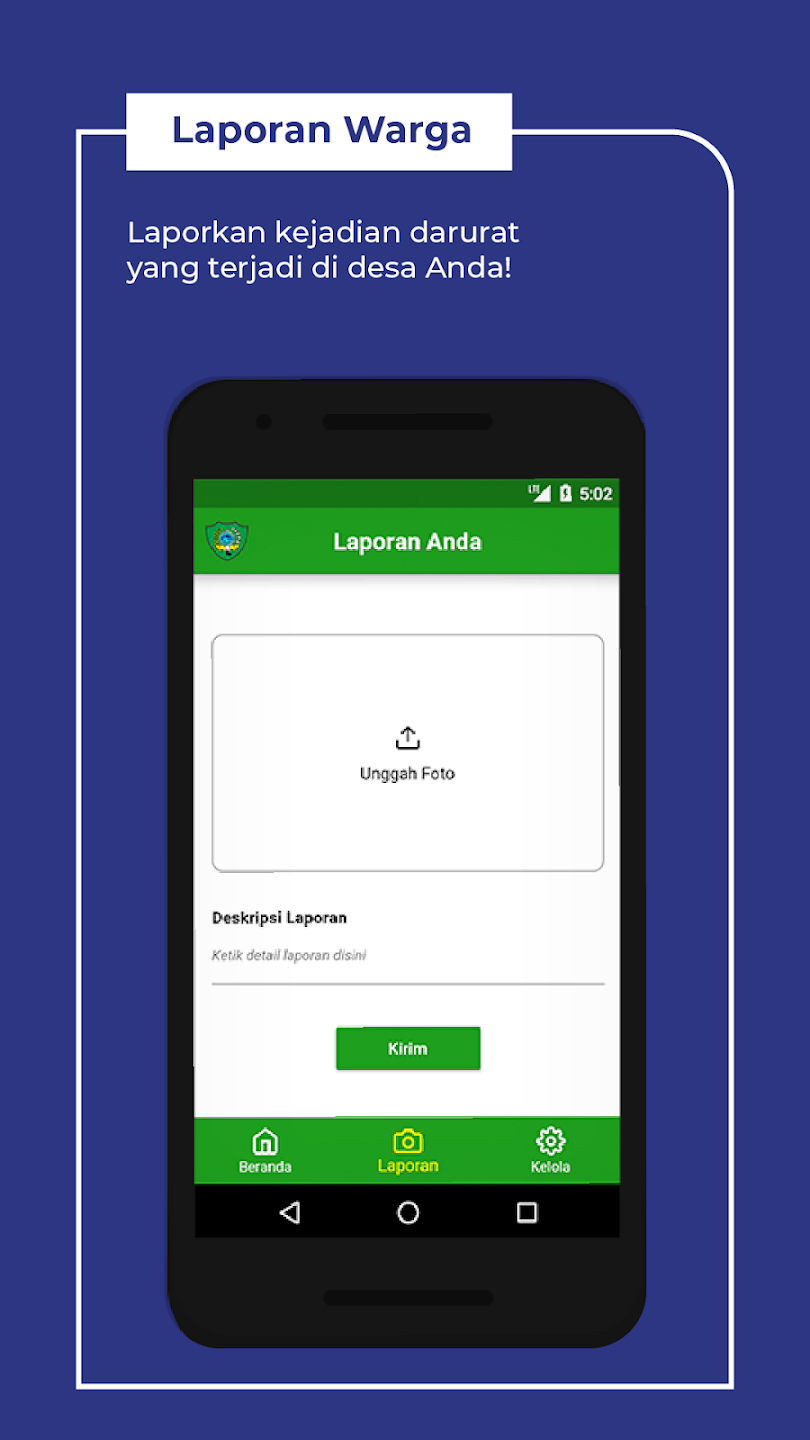 Laporan Warga
Laporkan kejadian darurat
yang terjadi di desa Anda!
LTE 5:02
Laporan Anda
Unggah Foto
Deskripsi Laporan
Ketik detail laporan disini
Kirim
Beranda Laporan Kelola